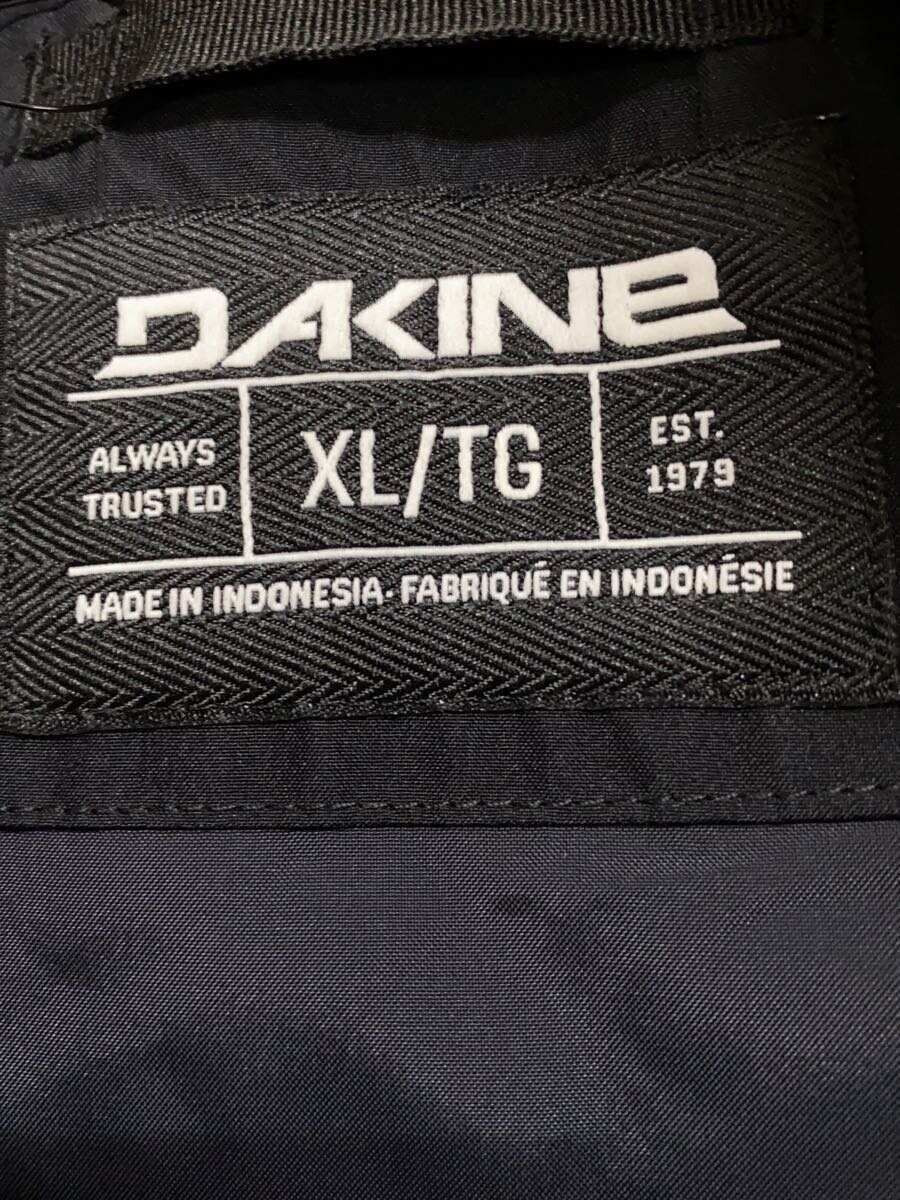 DAKINE
ALWAYS
TRUSTED
XL/TG
EST.
1979
MADE IN INDONESIA · FABRIQUÉ EN INDONÉSIE